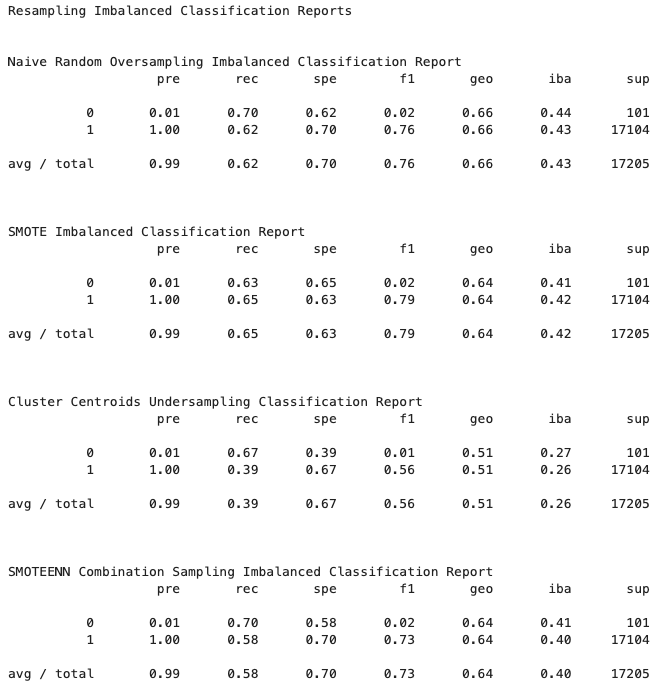 Resampling Imbalanced Classification Reports
Naive Random Oversampling Imbalanced Classification Report
pre rec spe f1 geo iba sup
0 0.01 0.70 0.62 0.02 0.66 0.44 101
1 1.00 0.62 0.70 0.76 0.66 0.43 17104
avg / total 0.99 0.62 0.70 0.76 0.66 0.43 17205
SMOTE Imbalanced Classification Report
pre rec spe f1 geo iba sup
0 0.01 0.63 0.65 0.02 0.64 0.41 101
1 1.00 0.65 0.63 0.79 0.64 0.42 17104
avg / total 0.99 0.65 0.63 0.79 0.64 0.42 17205
Cluster Centroids Undersampling Classification Report
pre rec spe f1 geo iba sup
0 0.01 0.67 0.39 0.01 0.51 0.27 101
1 1.00 0.39 0.67 0.56 0.51 0.26 17104
avg / total 0.99 0.39 0.67 0.56 0.51 0.26 17205
SMOTEENN Combination Sampling Imbalanced Classification Report
pre rec spe f1 geo iba sup
0 0.01 0.70 0.58 0.02 0.64 0.41 101
1 1.00 0.58 0.70 0.73 0.64 0.40 17104
avg / total 0.99 0.58 0.70 0.73 0.64 0.40 17205